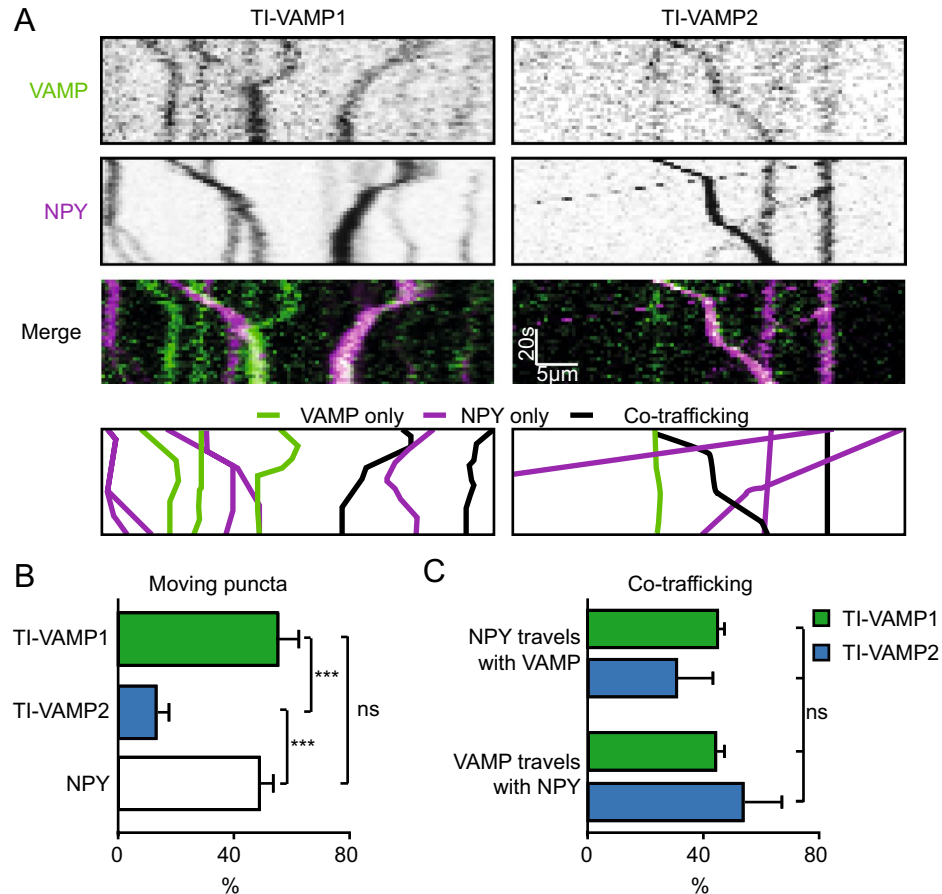 A
TI-VAMP1
TI-VAMP2
VAMP
NPY
Merge
20s
5µm
VAMP only
NPY only
Co-trafficking
B
Moving puncta
TI-VAMP1
TI-VAMP2
NPY
***
***
ns
0
40
80
%
C
Co-trafficking
NPY travels
with VAMP
VAMP travels
with NPY
TI-VAMP1
TI-VAMP2
ns
0
40
80
%